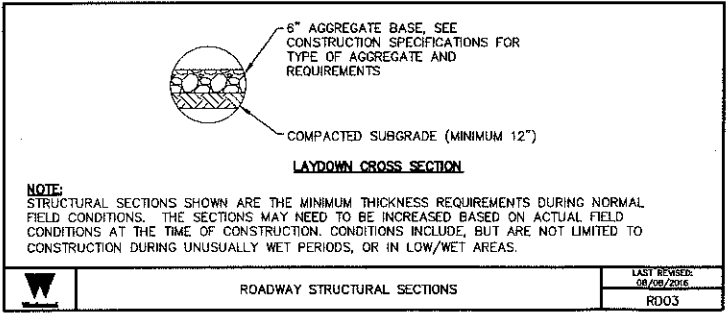 6" AGGREGATE BASE, SEE
CONSTRUCTION SPECIFICATIONS FOR
TYPE OF AGGREGATE AND
REQUIREMENTS
COMPACTED SUBGRADE (MINIMUM 12")
LAYDOWN CROSS SECTION
NOTE:
STRUCTURAL SECTIONS SHOWN ARE THE MINIMUM THICKNESS REQUIREMENTS DURING NORMAL
FIELD CONDITIONS. THE SECTIONS MAY NEED TO BE INCREASED BASED ON ACTUAL FIELD
CONDITIONS AT THE TIME OF CONSTRUCTION. CONDITIONS INCLUDE, BUT ARE NOT LIMITED TO
CONSTRUCTION DURING UNUSUALLY WET PERIODS, OR IN LOW/WET AREAS.
W
ROADWAY STRUCTURAL SECTIONS
LAST REVISED:
08/08/2016
RD03